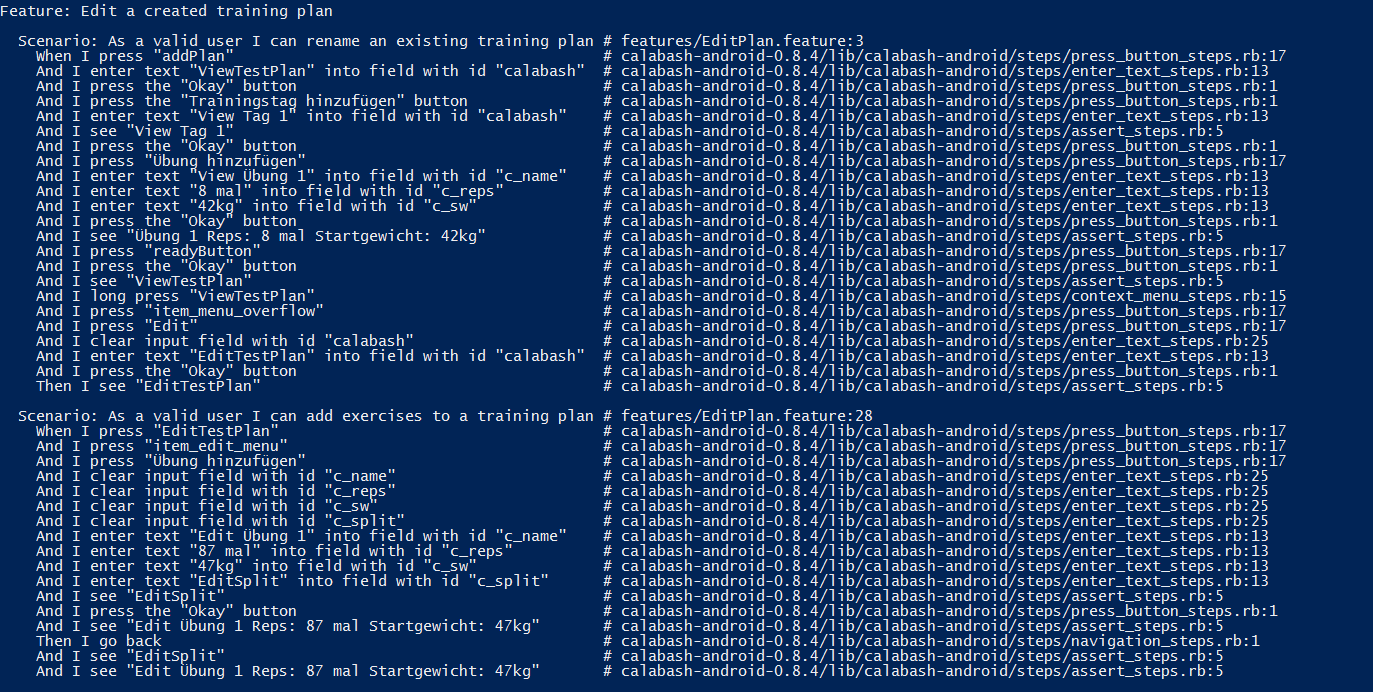 Feature: Edit a created training plan
Scenario: As a valid user I can rename an existing training plan # features/EditPlan.feature:3
When I press "addPlan" # calabash-android-0.8.4/lib/calabash-android/steps/press_button_steps.rb:17
And I enter text "ViewTestPlan" into field with id "calabash" # calabash-android-0.8.4/lib/calabash-android/steps/enter_text_steps.rb:13
And I press the "Okay" button # calabash-android-0.8.4/lib/calabash-android/steps/press_button_steps.rb:1
And I press the "Trainingstag hinzufügen" button # calabash-android-0.8.4/lib/calabash-android/steps/press_button_steps.rb:1
And I enter text "View Tag 1" into field with id "calabash" # calabash-android-0.8.4/lib/calabash-android/steps/enter_text_steps.rb:13
And I see "View Tag 1" # calabash-android-0.8.4/lib/calabash-android/steps/assert_steps.rb:5
And I press the "Okay" button # calabash-android-0.8.4/lib/calabash-android/steps/press_button_steps.rb:1
And I press "Übung hinzufügen" # calabash-android-0.8.4/lib/calabash-android/steps/press_button_steps.rb:17
And I enter text "View Übung 1" into field with id "c_name" # calabash-android-0.8.4/lib/calabash-android/steps/enter_text_steps.rb:13
And I enter text "8 mal" into field with id "c_reps" # calabash-android-0.8.4/lib/calabash-android/steps/enter_text_steps.rb:13
And I enter text "42kg" into field with id "c_sw" # calabash-android-0.8.4/lib/calabash-android/steps/enter_text_steps.rb:13
And I press the "Okay" button # calabash-android-0.8.4/lib/calabash-android/steps/press_button_steps.rb:1
And I see "Übung 1 Reps: 8 mal Startgewicht: 42kg" # calabash-android-0.8.4/lib/calabash-android/steps/assert_steps.rb:5
And I press "readyButton" # calabash-android-0.8.4/lib/calabash-android/steps/press_button_steps.rb:17
And I press the "Okay" button # calabash-android-0.8.4/lib/calabash-android/steps/press_button_steps.rb:1
And I see "ViewTestPlan" # calabash-android-0.8.4/lib/calabash-android/steps/assert_steps.rb:5
And I long press "ViewTestPlan" # calabash-android-0.8.4/lib/calabash-android/steps/context_menu_steps.rb:15
And I press "item_menu_overflow" # calabash-android-0.8.4/lib/calabash-android/steps/press_button_steps.rb:17
And I press "Edit" # calabash-android-0.8.4/lib/calabash-android/steps/press_button_steps.rb:17
And I clear input field with id "calabash" # calabash-android-0.8.4/lib/calabash-android/steps/enter_text_steps.rb:25
And I enter text "EditTestPlan" into field with id "calabash" # calabash-android-0.8.4/lib/calabash-android/steps/enter_text_steps.rb:13
And I press the "Okay" button # calabash-android-0.8.4/lib/calabash-android/steps/press_button_steps.rb:1
Then I see "EditTestPlan" # calabash-android-0.8.4/lib/calabash-android/steps/assert_steps.rb:5
Scenario: As a valid user I can add exercises to a training plan # features/EditPlan.feature:28
When I press "EditTestPlan" # calabash-android-0.8.4/lib/calabash-android/steps/press_button_steps.rb:17
And I press "item_edit_menu" # calabash-android-0.8.4/lib/calabash-android/steps/press_button_steps.rb:17
And I press "Übung hinzufügen" # calabash-android-0.8.4/lib/calabash-android/steps/press_button_steps.rb:17
And I clear input field with id "c_name" # calabash-android-0.8.4/lib/calabash-android/steps/enter_text_steps.rb:25
And I clear input field with id "c_reps" # calabash-android-0.8.4/lib/calabash-android/steps/enter_text_steps.rb:25
And I clear input field with id "c_sw" # calabash-android-0.8.4/lib/calabash-android/steps/enter_text_steps.rb:25
And I clear input field with id "c_split" # calabash-android-0.8.4/lib/calabash-android/steps/enter_text_steps.rb:25
And I enter text "Edit Übung 1" into field with id "c_name" # calabash-android-0.8.4/lib/calabash-android/steps/enter_text_steps.rb:13
And I enter text "87 mal" into field with id "c_reps" # calabash-android-0.8.4/lib/calabash-android/steps/enter_text_steps.rb:13
And I enter text "47kg" into field with id "c_sw" # calabash-android-0.8.4/lib/calabash-android/steps/enter_text_steps.rb:13
And I enter text "EditSplit" into field with id "c_split" # calabash-android-0.8.4/lib/calabash-android/steps/enter_text_steps.rb:13
And I see "EditSplit" # calabash-android-0.8.4/lib/calabash-android/steps/assert_steps.rb:5
And I press the "Okay" button # calabash-android-0.8.4/lib/calabash-android/steps/press_button_steps.rb:1
And I see "Edit Übung 1 Reps: 87 mal Startgewicht: 47kg" # calabash-android-0.8.4/lib/calabash-android/steps/assert_steps.rb:5
Then I go back # calabash-android-0.8.4/lib/calabash-android/steps/navigation_steps.rb:1
And I see "EditSplit" # calabash-android-0.8.4/lib/calabash-android/steps/assert_steps.rb:5
And I see "Edit Übung 1 Reps: 87 mal Startgewicht: 47kg" # calabash-android-0.8.4/lib/calabash-android/steps/assert_steps.rb:5